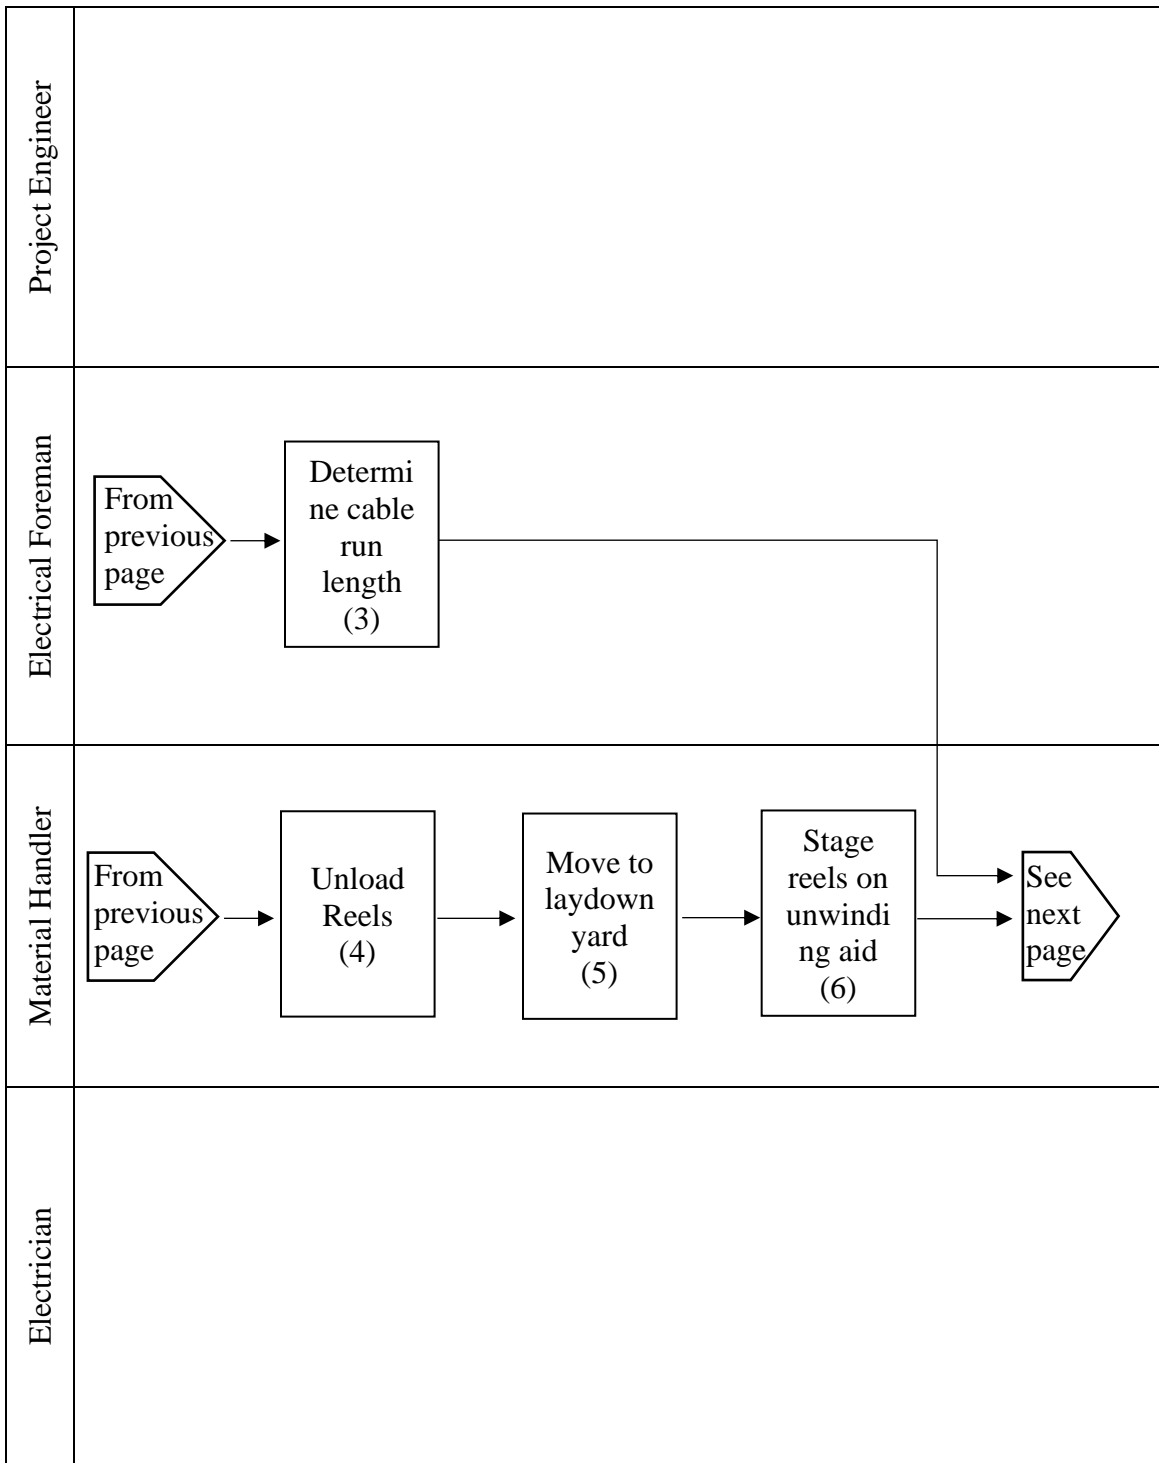 Project Engineer
Electrical Foreman
From
previous
page
Determi
ne cable
run
length
(3)
Material Handler
From
previous
page
Unload
Reels
(4)
Move to
laydown
yard
(5)
Stage
reels on
unwindi
ng aid
(6)
See
next
page
Electrician